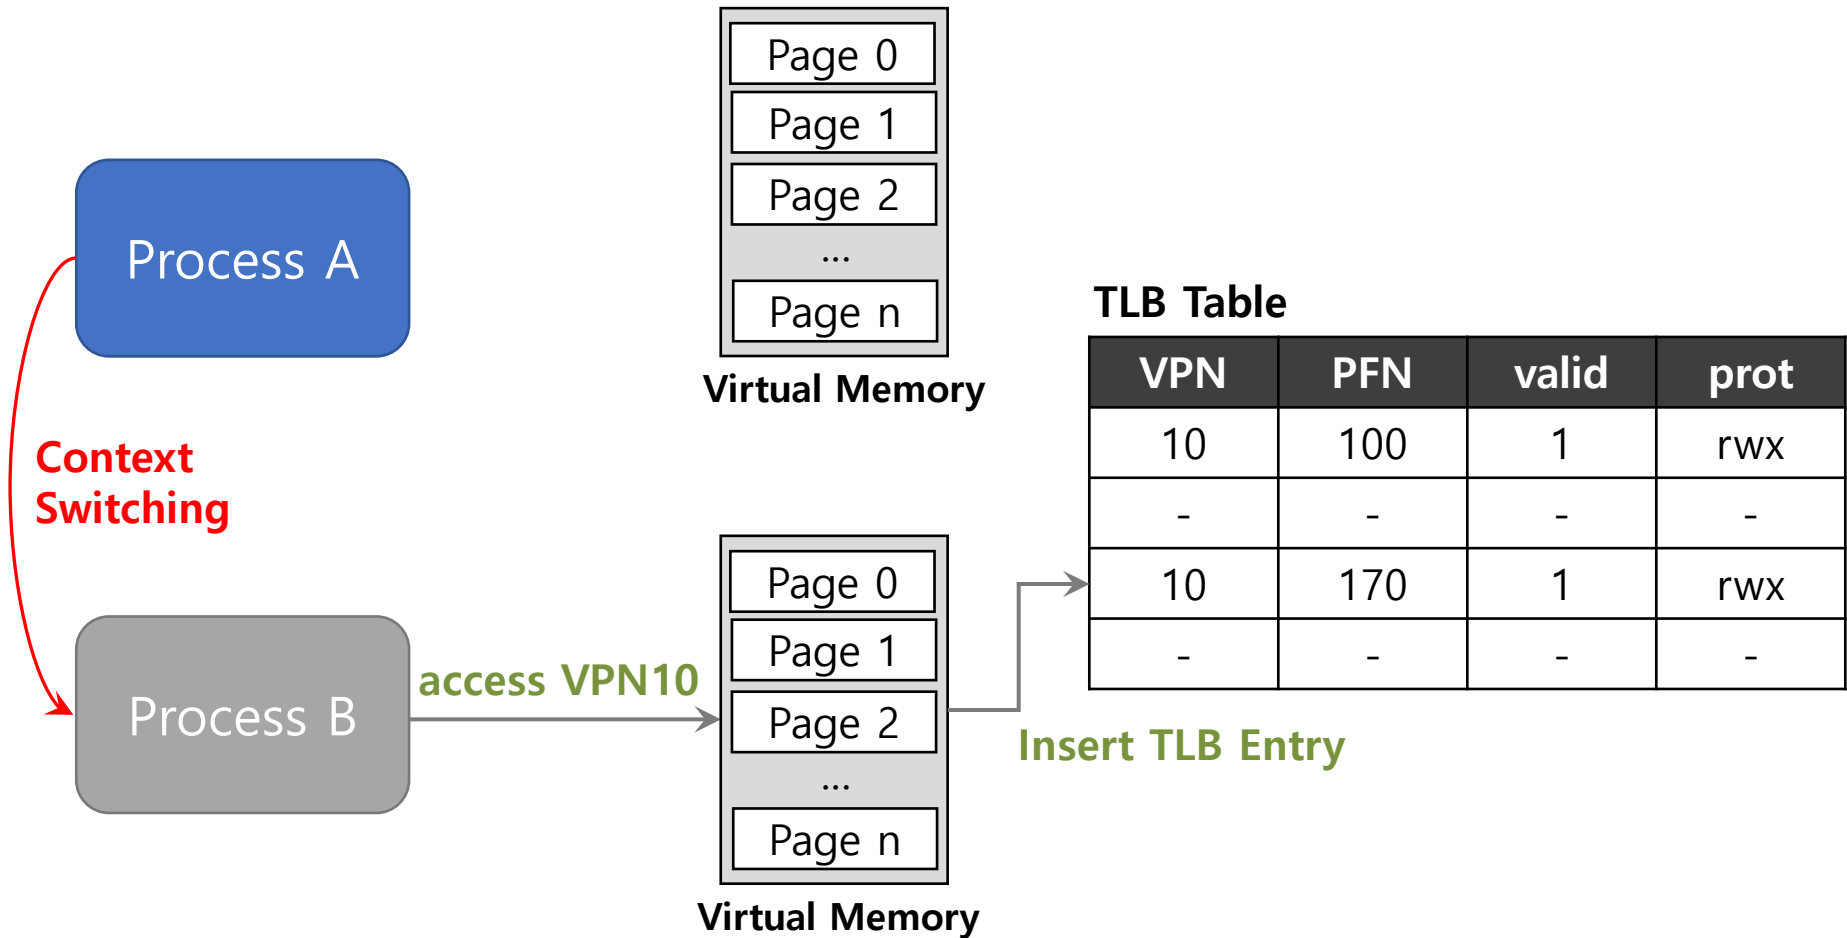 Page 0
Page 1
Page 2
...
Page n
Virtual Memory
Process A
Context
Switching
Process B
access VPN10
Page 0
Page 1
Page 2
...
Page n
Virtual Memory
Insert TLB Entry
TLB Table
VPN PFN valid prot
10 100 1 rwx
- - - -
10 170 1 rwx
- - - -